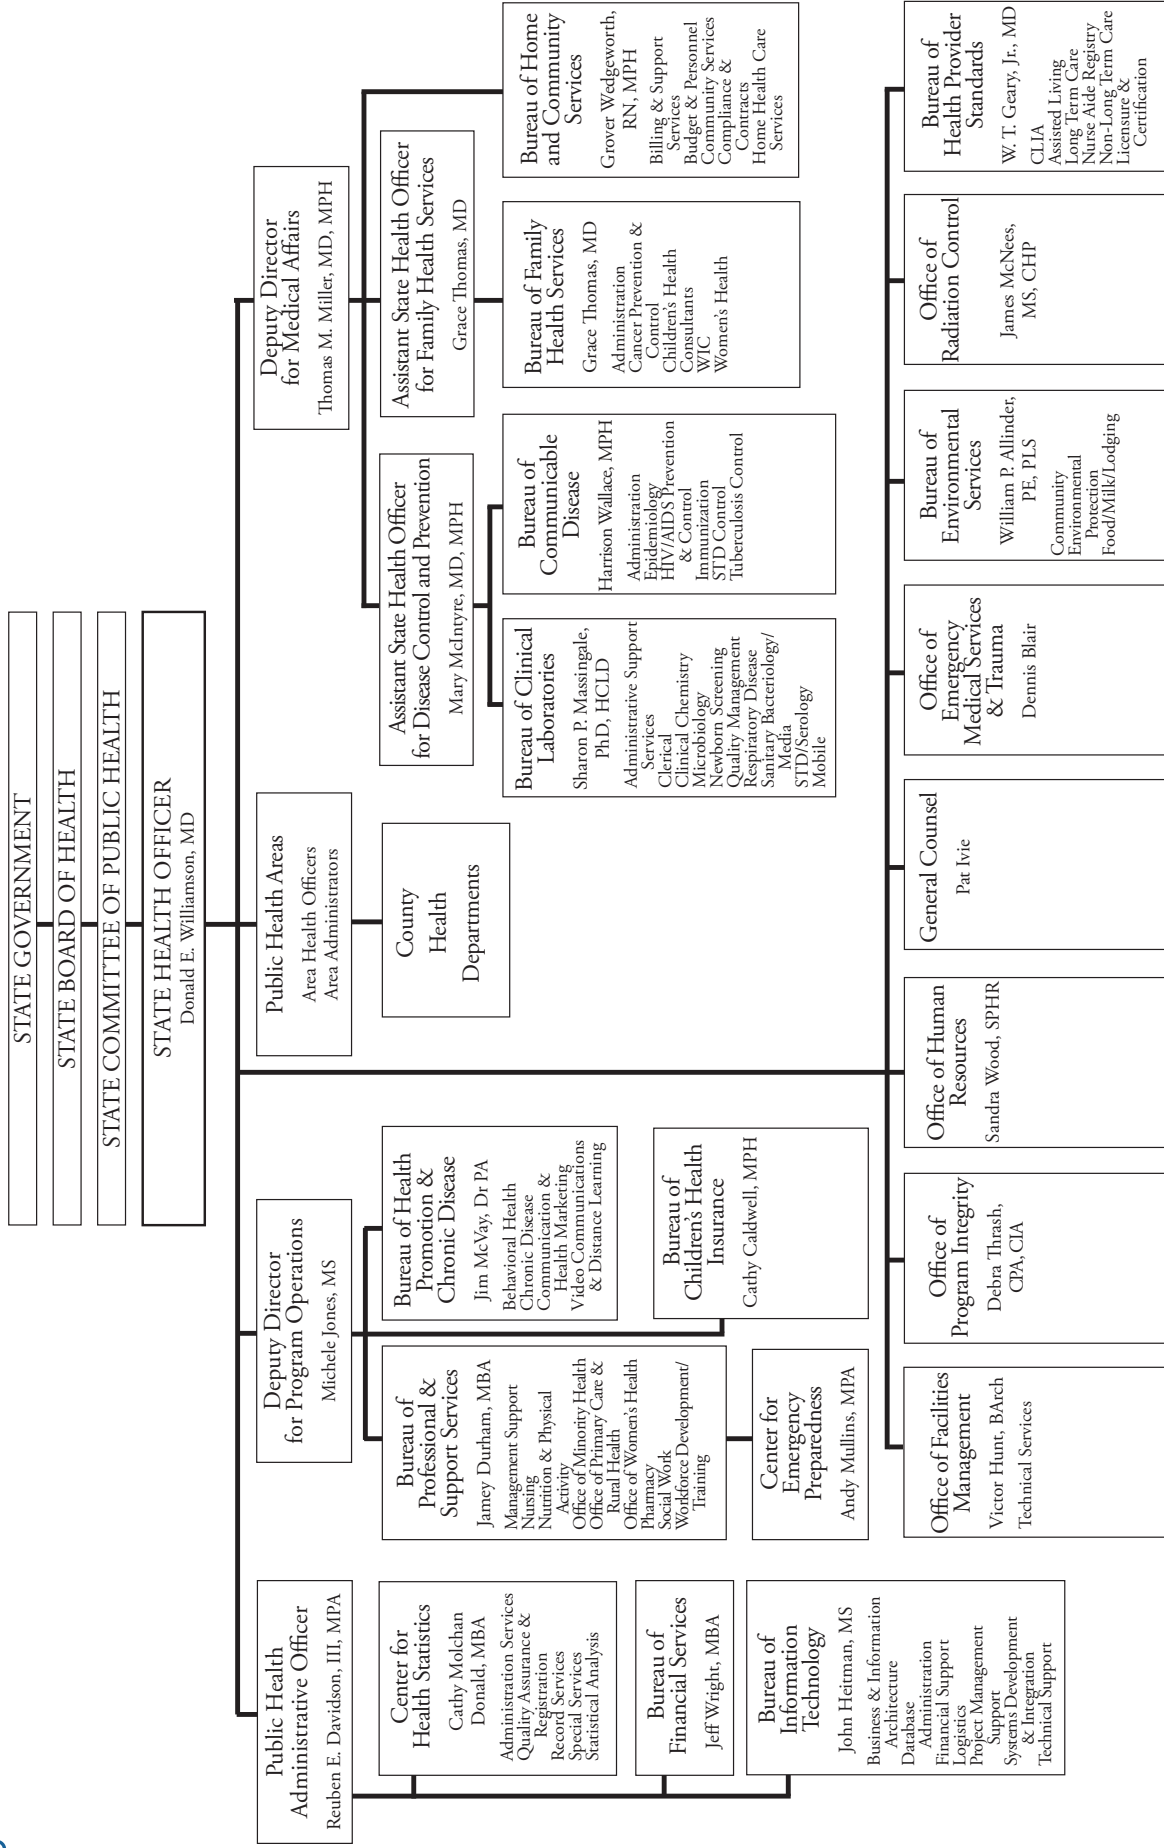 STATE GOVERNMENT
STATE BOARD OF HEALTH
STATE COMMITTEE OF PUBLIC HEALTH
STATE HEALTH OFFICER
Donald E. Williamson, MD
Public Health
Administrative Officer
Reuben E. Davidson, III, MPA
Center for
Health Statistics
Cathy Molchan
Donald, MBA
Administration Services
Quality Assurance &
Registration
Record Services
Special Services
Statistical Analysis
Bureau of
Financial Services
Jeff Wright, MBA
Bureau of
Information
Technology
John Heitman, MS
Business & Information
Architecture
Database
Administration
Financial Support
Logistics
Project Management
Support
Systems Development
& Integration
Technical Support
Deputy Director
for Program Operations
Michele Jones, MS
Bureau of
Professional &
Support Services
Jamey Durham, MBA
Management Support
Nursing
Nutrition & Physical
Activity
Office of Minority Health
Office of Primary Care &
Rural Health
Office of Women's Health
Pharmacy
Social Work
Workforce Development/
Training
Center for
Emergency
Preparedness
Andy Mullins, MPA
Bureau of Health
Promotion &
Chronic Disease
Jim McVay, Dr PA
Behavioral Health
Chronic Disease
Communication &
Health Marketing
Video Communications
& Distance Learning
Bureau of
Children's Health
Insurance
Cathy Caldwell, MPH
Public Health Areas
Area Health Officers
Area Administrators
County
Health
Departments
Deputy Director
for Medical Affairs
Thomas M. Miller, MD, MPH
Assistant State Health Officer
for Disease Control and Prevention
Mary McIntyre, MD, MPH
Bureau of Clinical
Laboratories
Sharon P. Massingale,
PhD, HCLD
Administrative Support
Services
Clerical
Clinical Chemistry
Microbiology
Newborn Screening
Quality Management
Respiratory Disease
Sanitary Bacteriology/
Media
STD/Serology
Mobile
Bureau of
Communicable
Disease
Harrison Wallace, MPH
Administration
Epidemiology
HIV/AIDS Prevention
& Control
Immunization
STD Control
Tuberculosis Control
Assistant State Health Officer
for Family Health Services
Grace Thomas, MD
Bureau of Family
Health Services
Grace Thomas, MD
Administration
Cancer Prevention &
Control
Children's Health
Consultants
WIC
Women's Health
Bureau of Home
and Community
Services
Grover Wedgeworth,
RN, MPH
Billing & Support
Services
Budget & Personnel
Community Services
Compliance &
Contracts
Home Health Care
Services
Office of Facilities
Management
Victor Hunt, BArch
Technical Services
Office of
Program Integrity
Debra Thrash,
CPA, CIA
Office of Human
Resources
Sandra Wood, SPHR
General Counsel
Pat Ivie
Office of
Emergency
Medical Services
& Trauma
Dennis Blair
Bureau of
Environmental
Services
William P. Allinder,
PE, PLS
Community
Environmental
Protection
Food/Milk/Lodging
Office of
Radiation Control
James McNees,
MS, CHP
Bureau of
Health Provider
Standards
W. T. Geary, Jr., MD
CLIA
Assisted Living
Long Term Care
Nurse Aide Registry
Non-Long Term Care
Licensure &
Certification